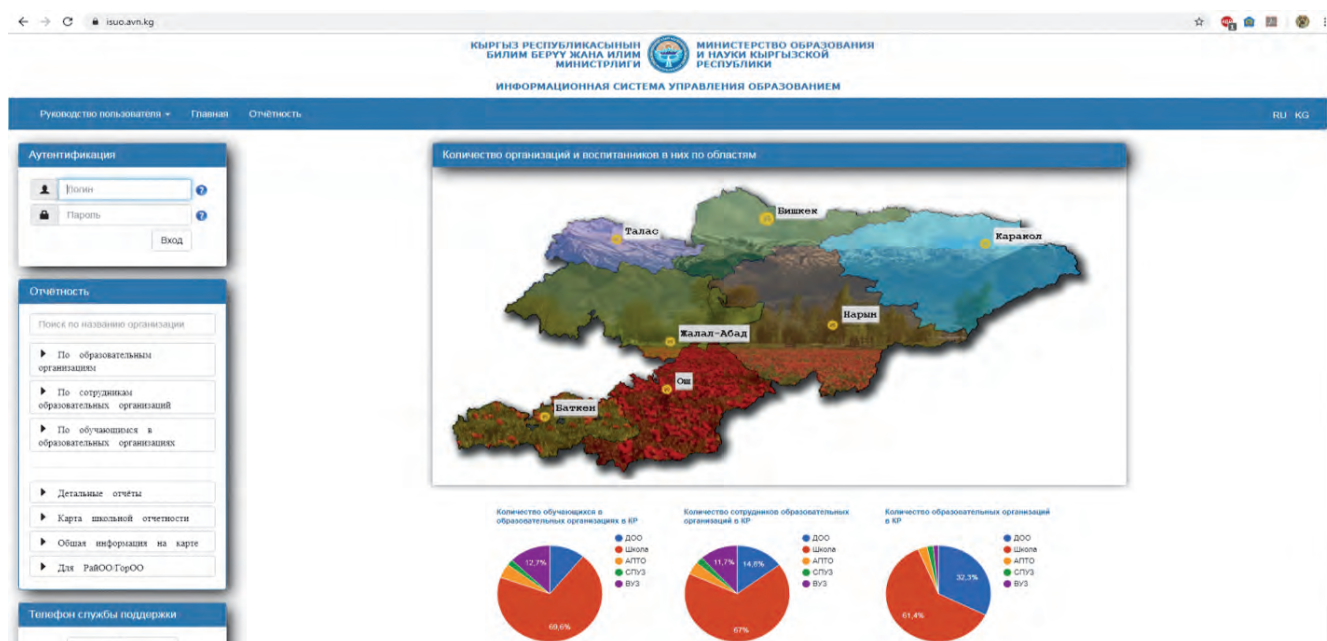 isuo.avn.kg
КЫРГЫЗ РЕСПУБЛИКАСЫНЫН
БИЛИМ БЕРҮҮ ЖАНА ИЛИМ
МИНИСТРЛИГИ
МИНИСТЕРСТВО ОБРАЗОВАНИЯ
И НАУКИ КЫРГЫЗСКОЙ
РЕСПУБЛИКИ
ИНФОРМАЦИОННАЯ СИСТЕМА УПРАВЛЕНИЯ ОБРАЗОВАНИЕМ
Руководство пользователя Главная Отчётность RU KG
Аутентификация
Логин
Пароль
Вход
Отчётность
Поиск по названию организации
По образовательным
организациям
По сотрудникам
образовательных организаций
По обучающимся в
образовательных организациях
Детальные отчёты
Карта школьной отчетности
Общая информация на карте
Для РайОО/ГорОО
Телефон службы поддержки
Количество организаций и воспитанников в них по областям
Бишкек
Талас
Каракол
Нарын
Жалал-Абад
Ош
Баткен
Количество обучающихся в
образовательных организациях в КР
ДОО
Школа
АПТО
СПУЗ
ВУЗ
12,7%
69,6%
Количество сотрудников образовательных
организаций в КР
ДОО
Школа
АПТО
СПУЗ
ВУЗ
11,7%
14,8%
67%
Количество образовательных организаций
в КР
ДОО
Школа
АПТО
СПУЗ
ВУЗ
32,3%
61,4%